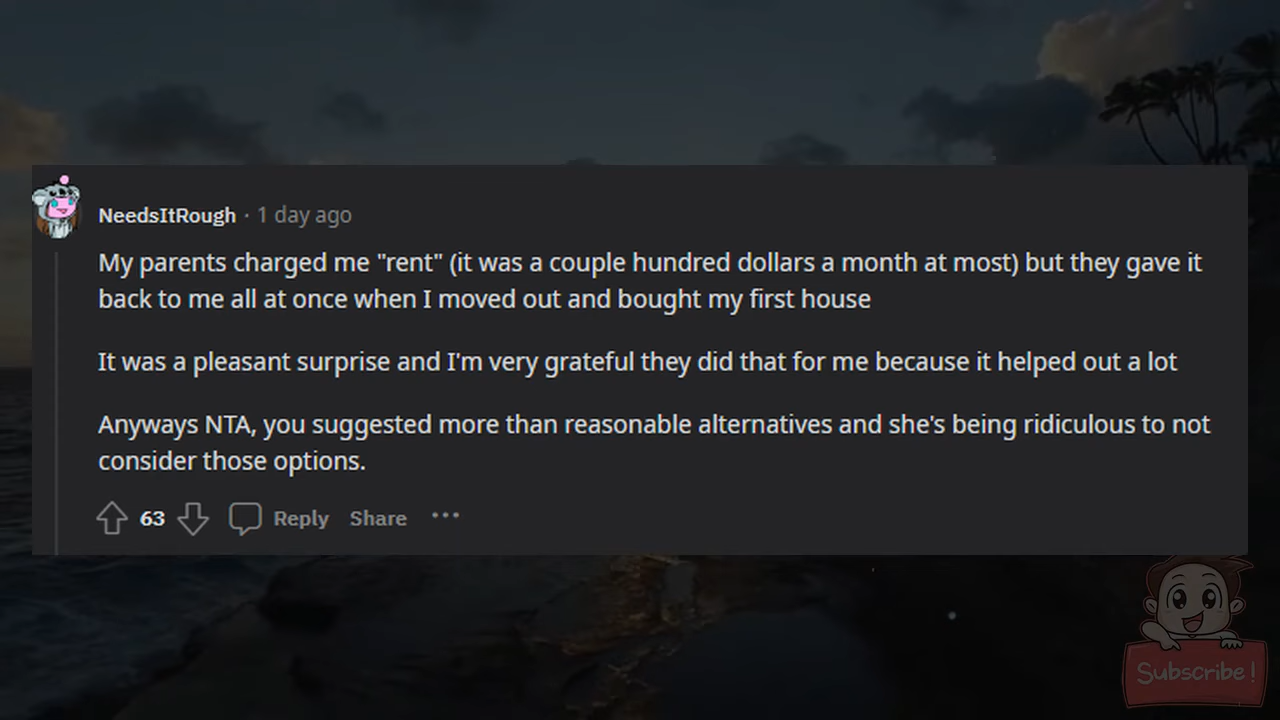 NeedsItRough · 1 day ago
My parents charged me "rent" (it was a couple hundred dollars a month at most) but they gave it
back to me all at once when I moved out and bought my first house
It was a pleasant surprise and I'm very grateful they did that for me because it helped out a lot
Anyways NTA, you suggested more than reasonable alternatives and she's being ridiculous to not
consider those options.
63 Reply Share ···
Subscribe!